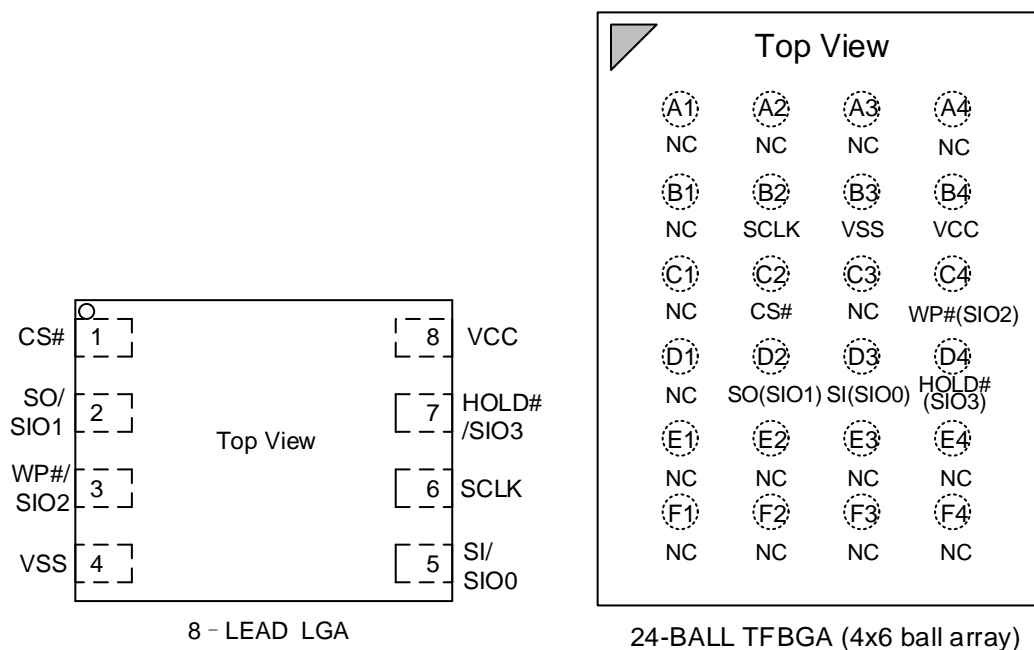 CS# 1
8 VCC
SO/
SIO1
2
7
HOLD#
/SIO3
Top View
WP#/
SIO2
3
6 SCLK
VSS 4
5
SI/
SIO0
8 - LEAD LGA
Top View
A1 A2 A3 A4
NC NC NC NC
B1 B2 B3 B4
NC SCLK VSS VCC
C1 C2 C3 C4
NC CS# NC WP#(SIO2)
D1 D2 D3 D4
NC SO(SIO1) SI(SIO0) HOLD#
(SIO3)
E1 E2 E3 E4
NC NC NC NC
F1 F2 F3 F4
NC NC NC NC
24-BALL TFBGA (4x6 ball array)